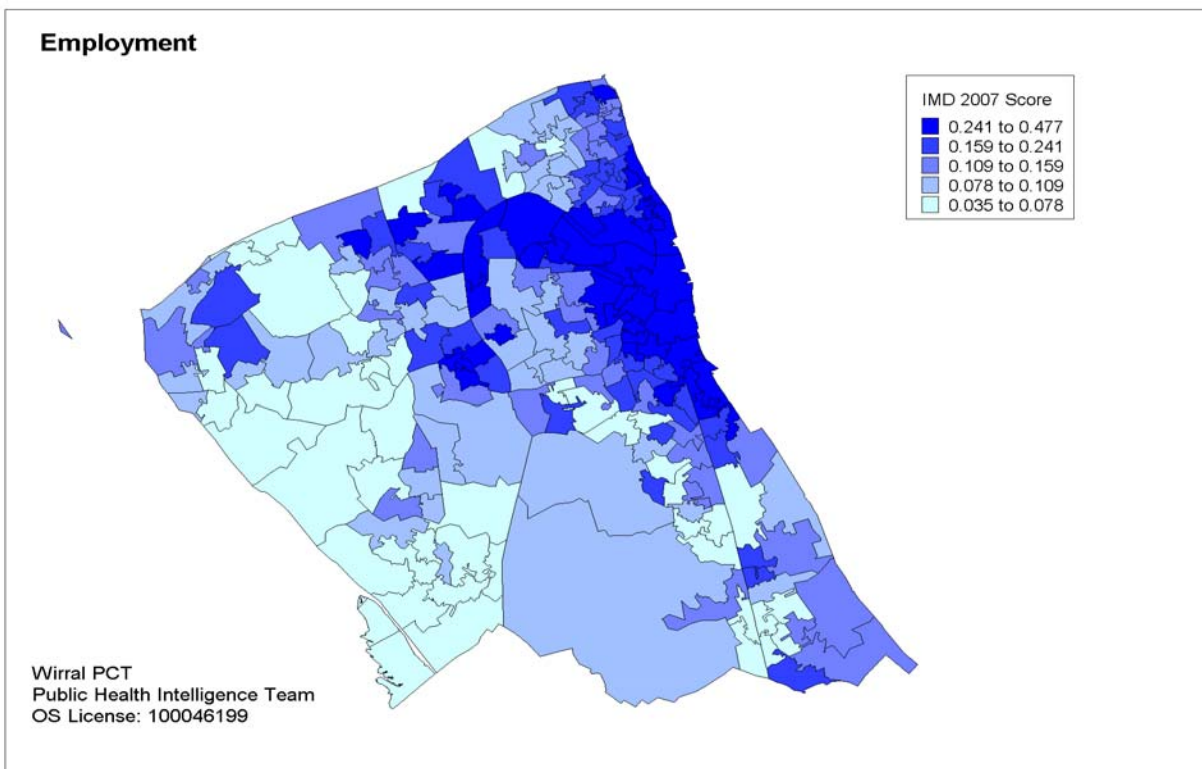 Employment
IMD 2007 Score
0.241 to 0.477
0.159 to 0.241
0.109 to 0.159
0.078 to 0.109
0.035 to 0.078
Wirral PCT
Public Health Intelligence Team
OS License: 100046199